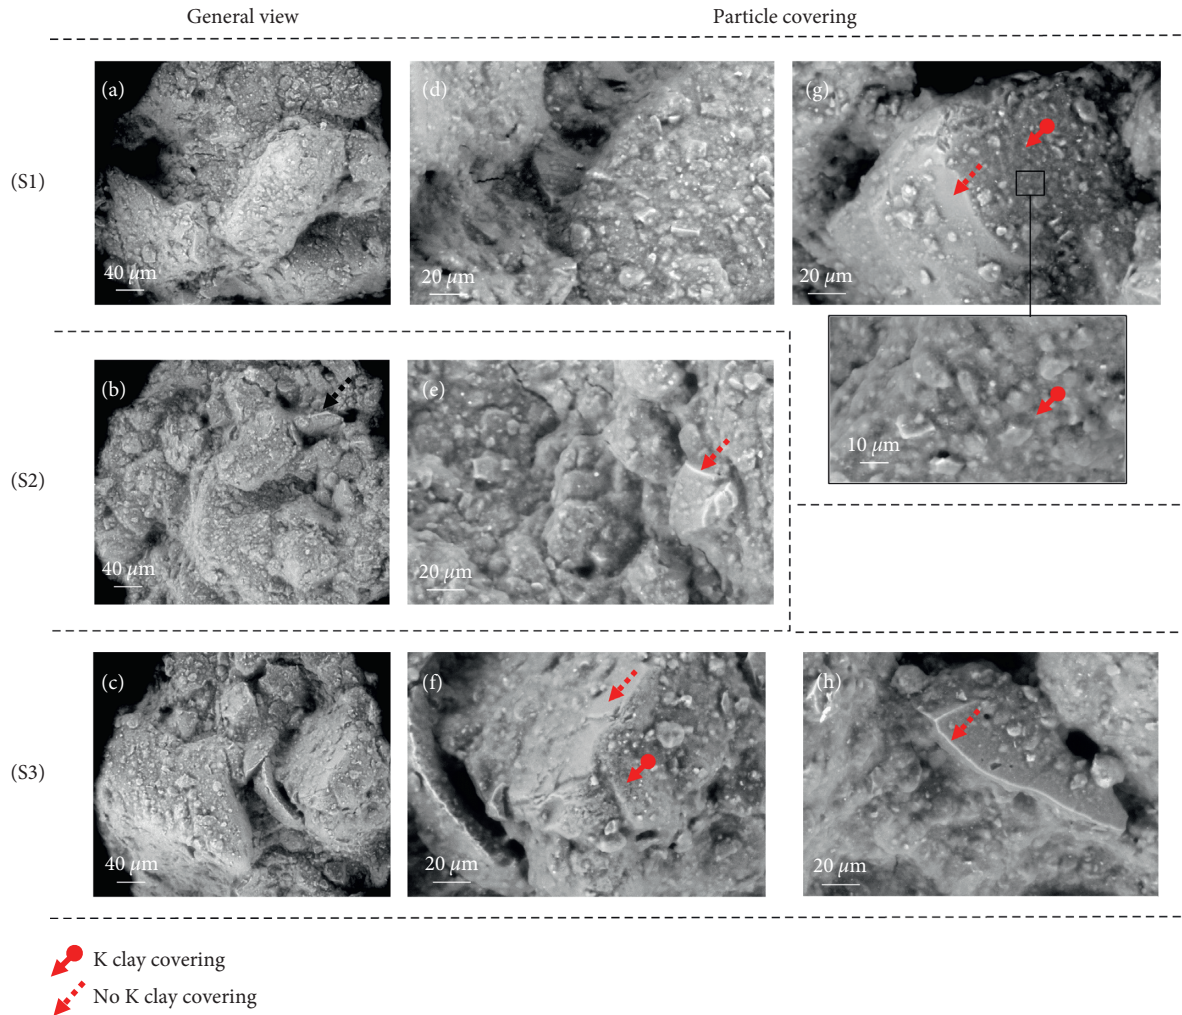 General view
Particle covering
(S1)
(a)
40 μm
(d)
20 μm
(g)
20 μm
10 μm
(S2)
(b)
40 μm
(e)
20 μm
(S3)
(c)
40 μm
(f)
20 μm
(h)
20 μm
K clay covering
No K clay covering